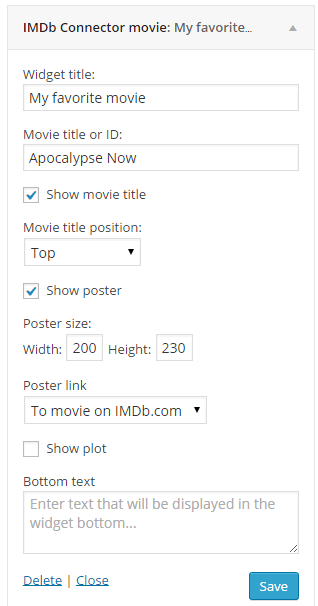 IMDb Connector movie: My favorite...
Widget title:
My favorite movie
Movie title or ID:
Apocalypse Now
Show movie title
Movie title position:
Top
Show poster
Poster size:
Width: 200 Height: 230
Poster link
To movie on IMDb.com
Show plot
Bottom text
Enter text that will be displayed in the
widget bottom...
Delete | Close Save